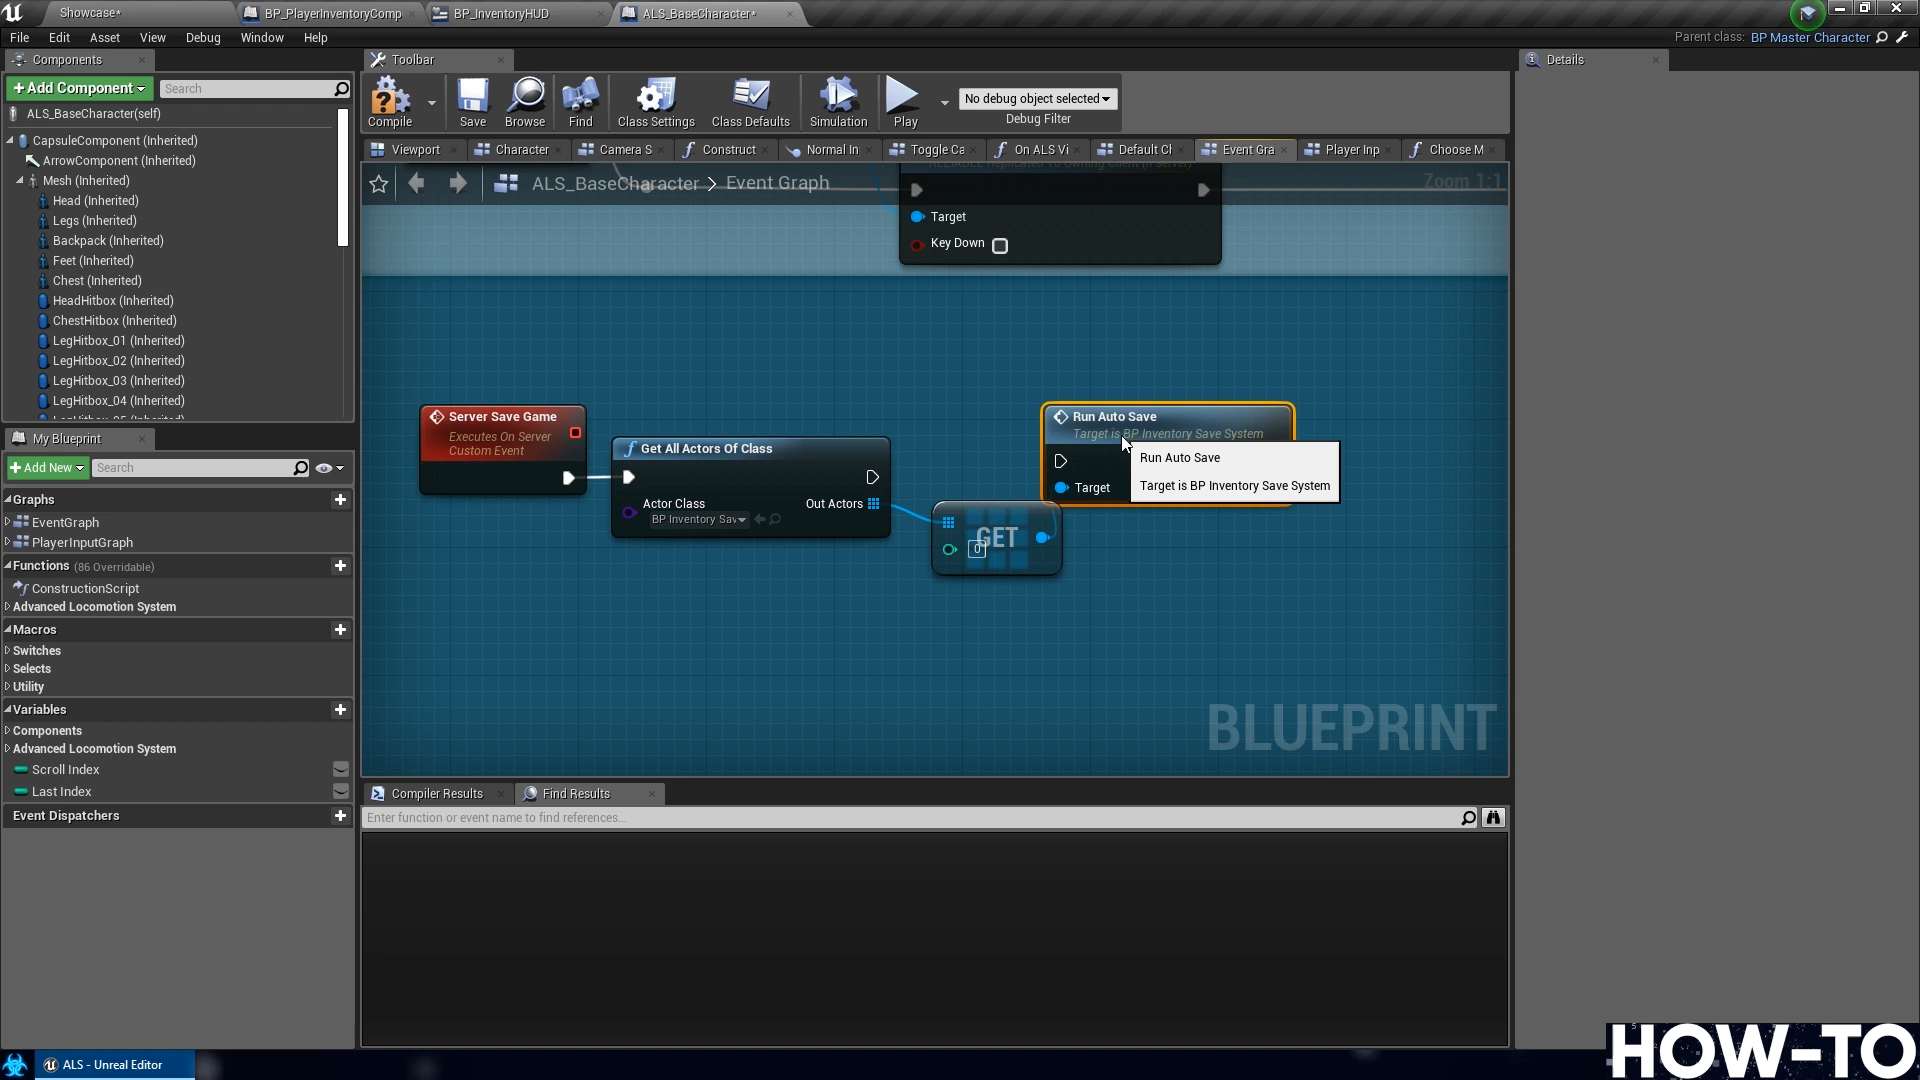 Showcase*
BP_PlayerInventoryComp
BP_InventoryHUD
ALS_BaseCharacter*
File Edit Asset View Debug Window Help
Parent class: BP Master Character
Components
+Add Component
Search
ALS_BaseCharacter(self)
CapsuleComponent (Inherited)
ArrowComponent (Inherited)
Mesh (Inherited)
Head (Inherited)
Legs (Inherited)
Backpack (Inherited)
Feet (Inherited)
Chest (Inherited)
HeadHitbox (Inherited)
ChestHitbox (Inherited)
LegHitbox_01 (Inherited)
LegHitbox_02 (Inherited)
LegHitbox_03 (Inherited)
LegHitbox_04 (Inherited)
LegHitbox_05 (Inherited)
My Blueprint
+Add New
Search
Graphs
EventGraph
PlayerInputGraph
Functions (86 Overridable)
ConstructionScript
Advanced Locomotion System
Macros
Switches
Selects
Utility
Variables
Components
Advanced Locomotion System
Scroll Index
Last Index
Event Dispatchers
Toolbar
Compile
Save
Browse
Find
Class Settings
Class Defaults
Simulation
Play
No debug object selected
Debug Filter
Viewport
Character
Camera S
Construct
Normal In
Toggle Ca
On ALS Vi
Default Cl
Event Gra
Player Inp
Choose M
ALS_BaseCharacter > Event Graph
Zoom 1:1
RELIABLE Replicated To Owning Client (if server)
Target
Key Down
Server Save Game
Executes On Server
Custom Event
Get All Actors Of Class
Actor Class
BP Inventory Sav
Out Actors
GET
0
Run Auto Save
Target is BP Inventory Save System
Target
Run Auto Save
Target is BP Inventory Save System
BLUEPRINT
Compiler Results
Find Results
Enter function or event name to find references...
Details
ALS - Unreal Editor
HOW-TO